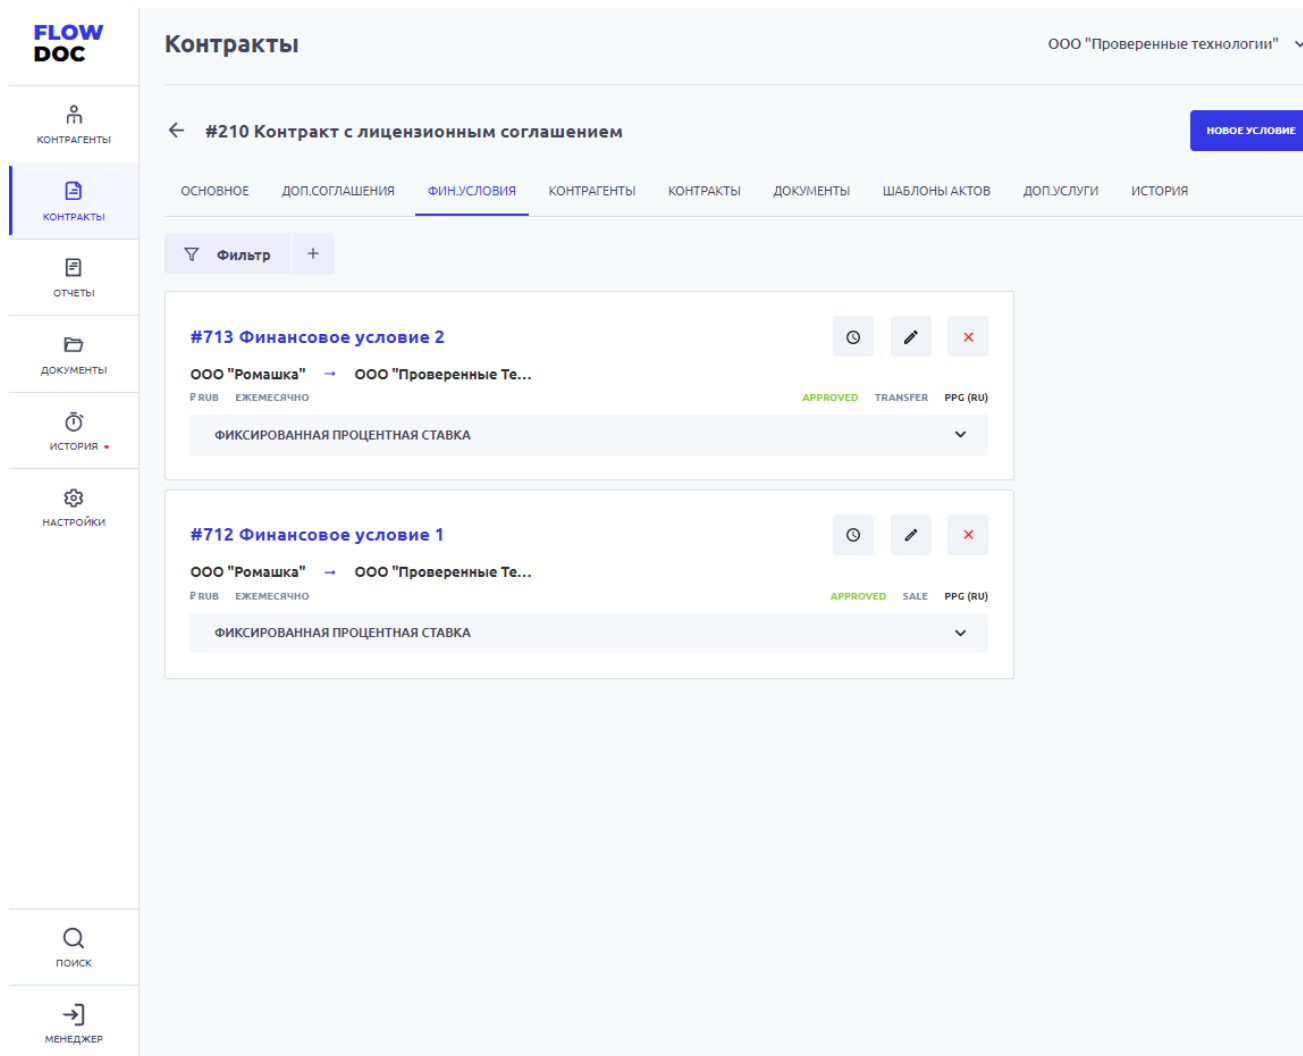 FLOW
DOC
Контракты
ООО "Проверенные технологии"
КОНТРАГЕНТЫ
КОНТРАКТЫ
ОТЧЕТЫ
ДОКУМЕНТЫ
ИСТОРИЯ
НАСТРОЙКИ
ПОИСК
МЕНЕДЖЕР
#210 Контракт с лицензионным соглашением
НОВОЕ УСЛОВИЕ
ОСНОВНОЕ ДОП.СОГЛАШЕНИЯ ФИН.УСЛОВИЯ КОНТРАГЕНТЫ КОНТРАКТЫ ДОКУМЕНТЫ ШАБЛОНЫ АКТОВ ДОП.УСЛУГИ ИСТОРИЯ
Фильтр +
#713 Финансовое условие 2
ООО "Ромашка" → ООО "Проверенные Те...
₽ RUB ЕЖЕМЕСЯЧНО APPROVED TRANSFER PPG (RU)
ФИКСИРОВАННАЯ ПРОЦЕНТНАЯ СТАВКА
#712 Финансовое условие 1
ООО "Ромашка" → ООО "Проверенные Те...
₽ RUB ЕЖЕМЕСЯЧНО APPROVED SALE PPG (RU)
ФИКСИРОВАННАЯ ПРОЦЕНТНАЯ СТАВКА